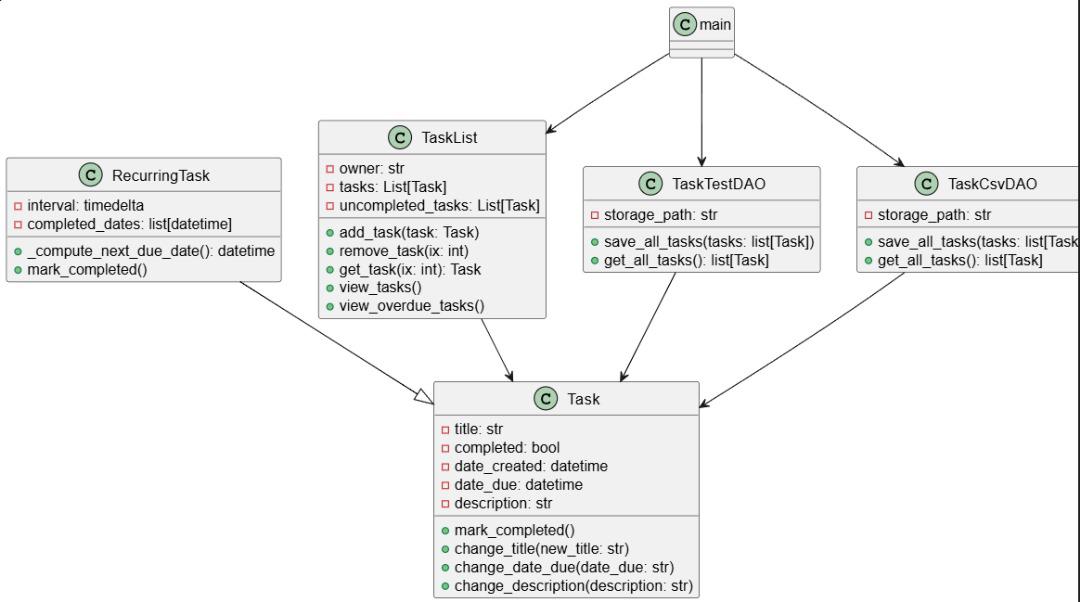 C main
C TaskList
owner: str
tasks: List[Task]
uncompleted_tasks: List[Task]
add_task(task: Task)
remove_task(ix: int)
get_task(ix: int): Task
view_tasks()
view_overdue_tasks()
C RecurringTask
interval: timedelta
completed_dates: list[datetime]
_compute_next_due_date(): datetime
mark_completed()
C TaskTestDAO
storage_path: str
save_all_tasks(tasks: list[Task])
get_all_tasks(): list[Task]
C TaskCsvDAO
storage_path: str
save_all_tasks(tasks: list[Task
get_all_tasks(): list[Task]
C Task
title: str
completed: bool
date_created: datetime
date_due: datetime
description: str
mark_completed()
change_title(new_title: str)
change_date_due(date_due: str)
change_description(description: str)